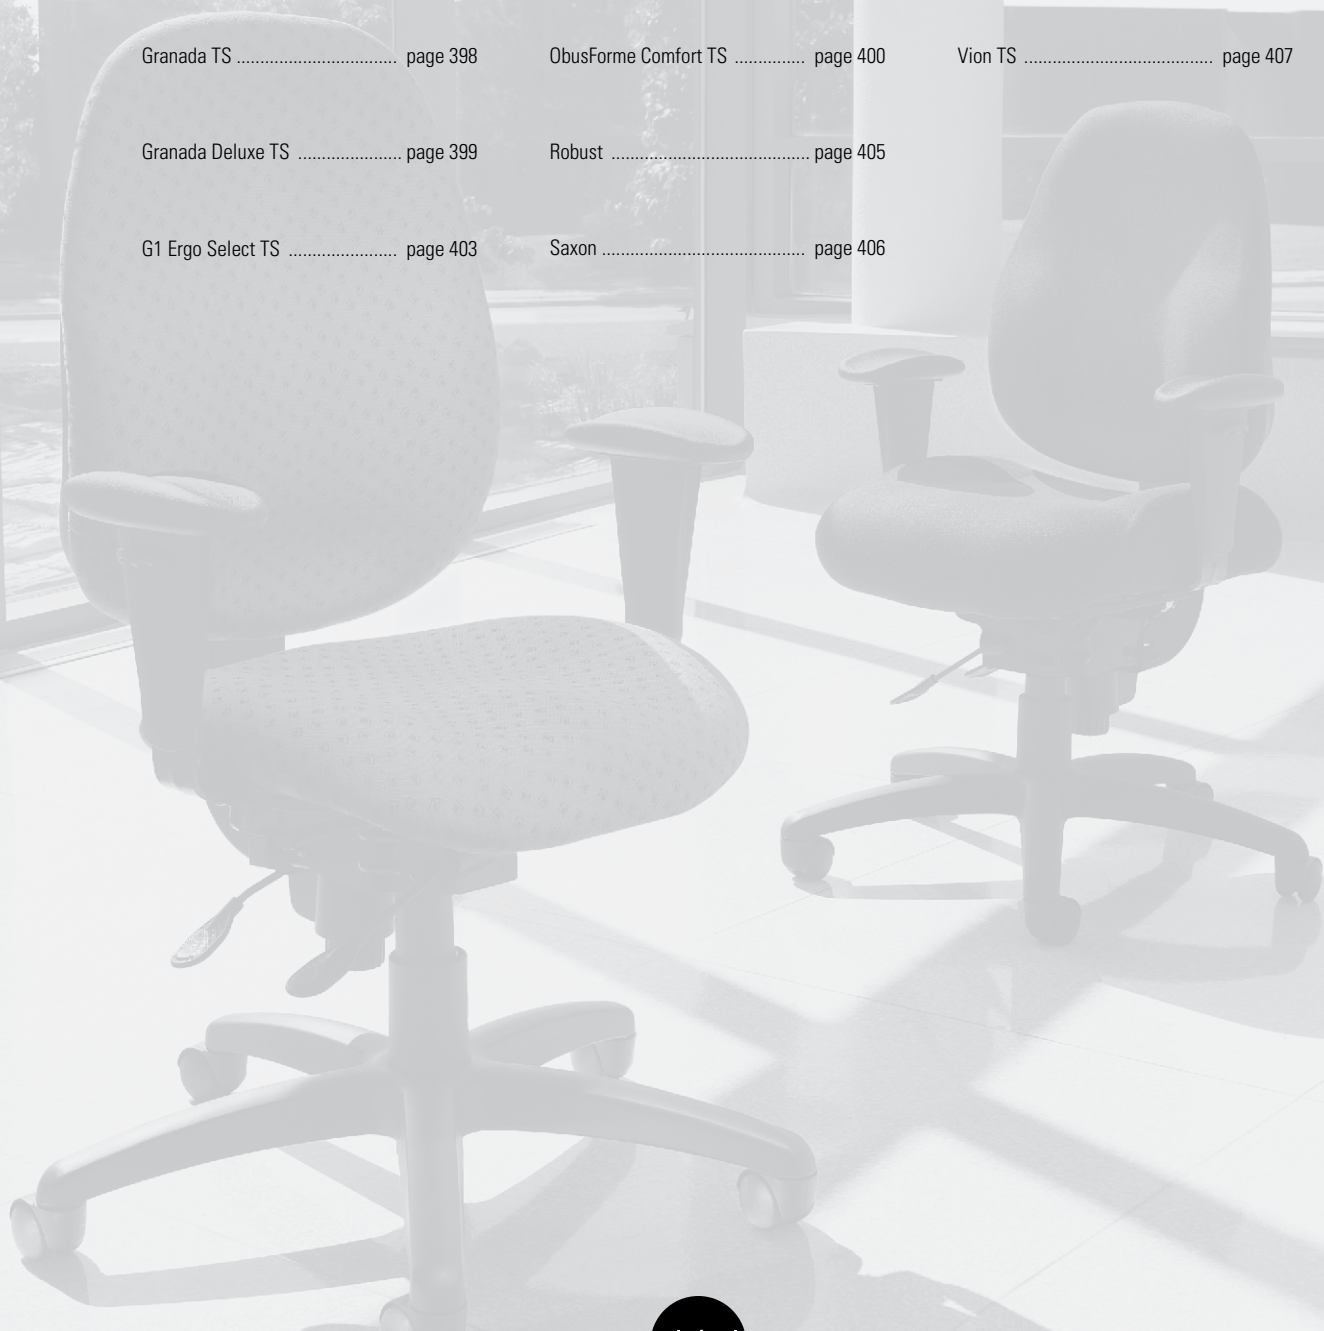 Granada TS .................................. page 398
Granada Deluxe TS ...................... page 399
G1 Ergo Select TS ....................... page 403
ObusForme Comfort TS ............... page 400
Robust .......................................... page 405
Saxon ........................................... page 406
Vion TS ........................................ page 407